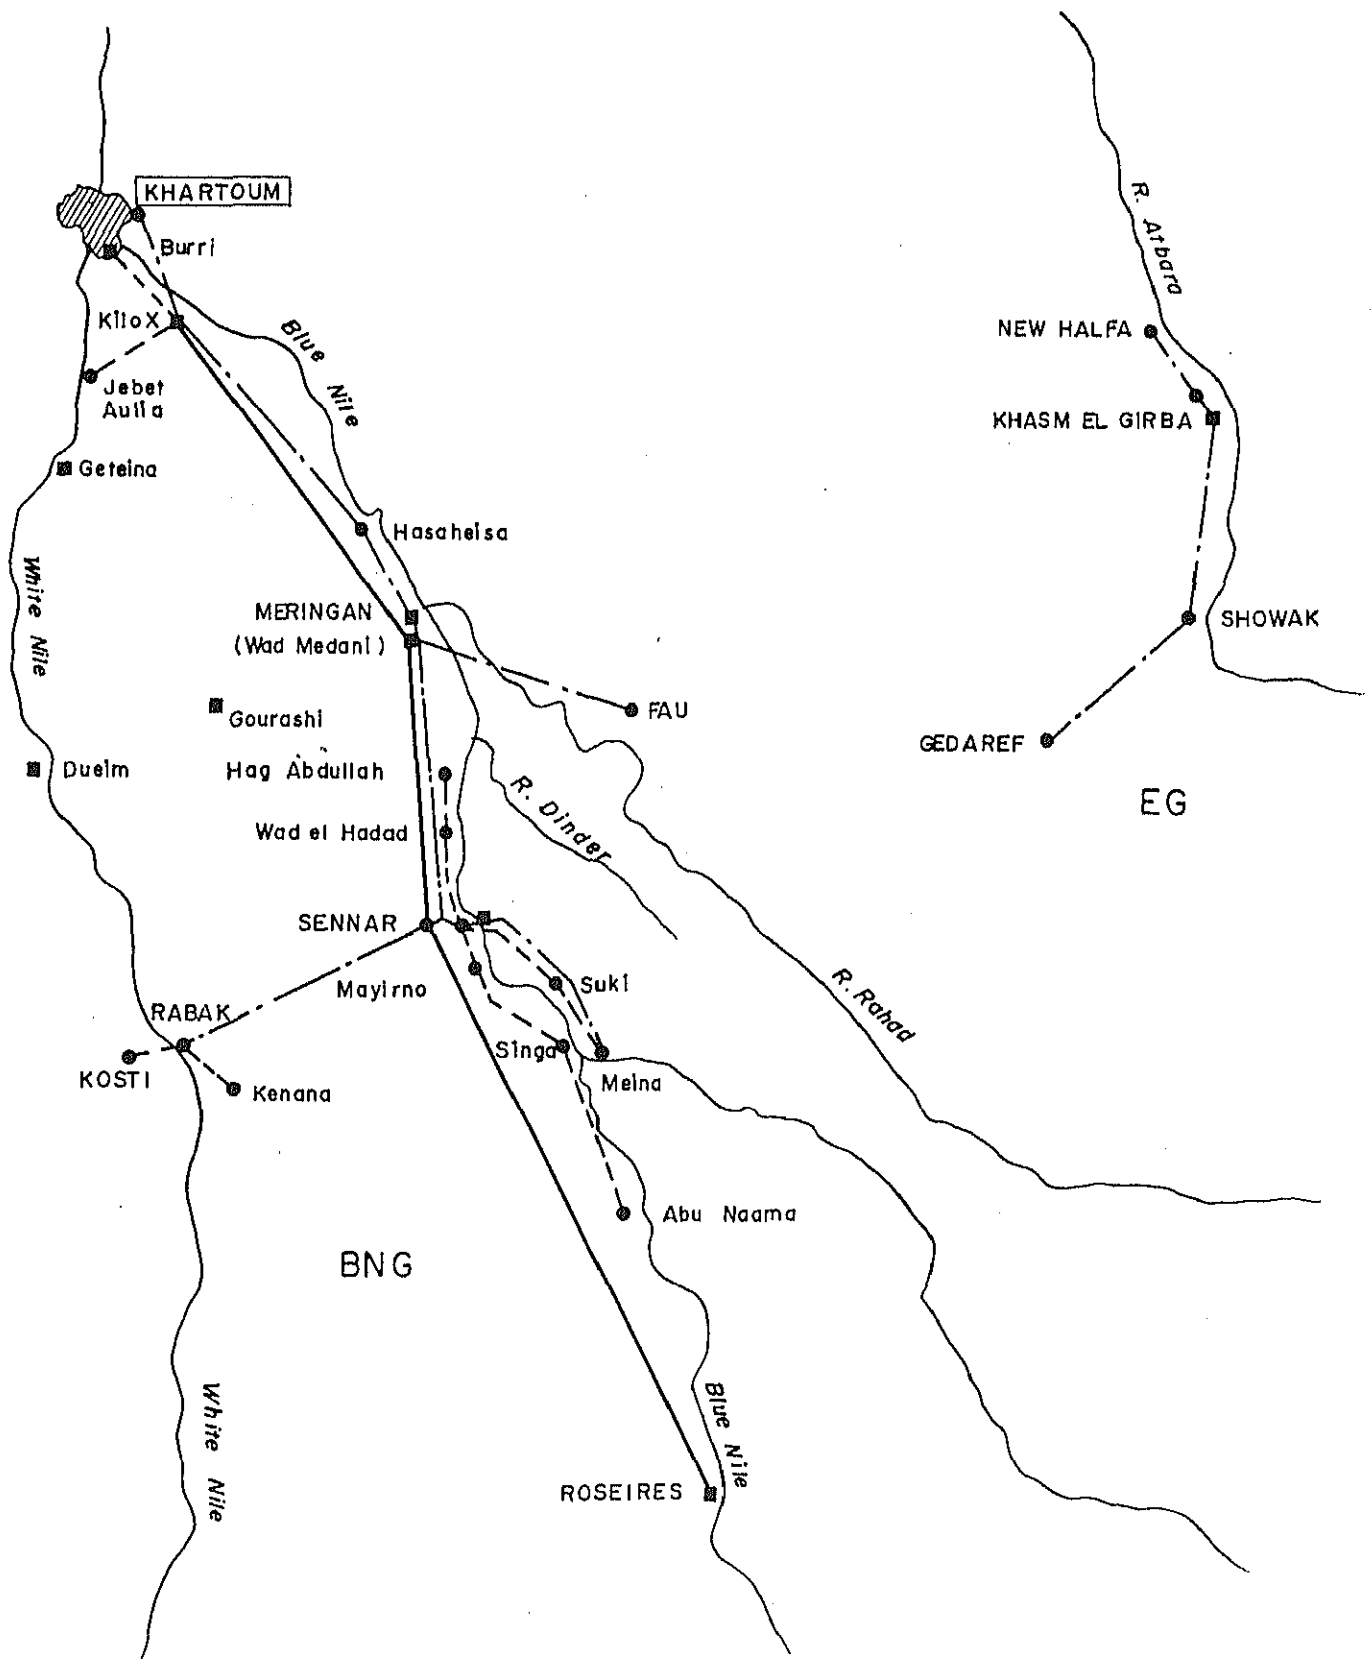 KHARTOUM
Burri
R. Atbara
Kilo X
Blue Nile
NEW HALFA
Jebel
Aulia
KHASM EL GIRBA
Geteina
Hasaheisa
White Nile
MERINGAN
(Wad Medani)
SHOWAK
Gourashi
FAU
GEDAREF
Dueim
Hag Abdullah
R. Dinder
EG
Wad el Hadad
SENNAR
Mayirno
Suki
R. Rahad
RABAK
Singa
KOSTI
Kenana
Meina
Abu Naama
BNG
White Nile
Blue Nile
ROSEIRES